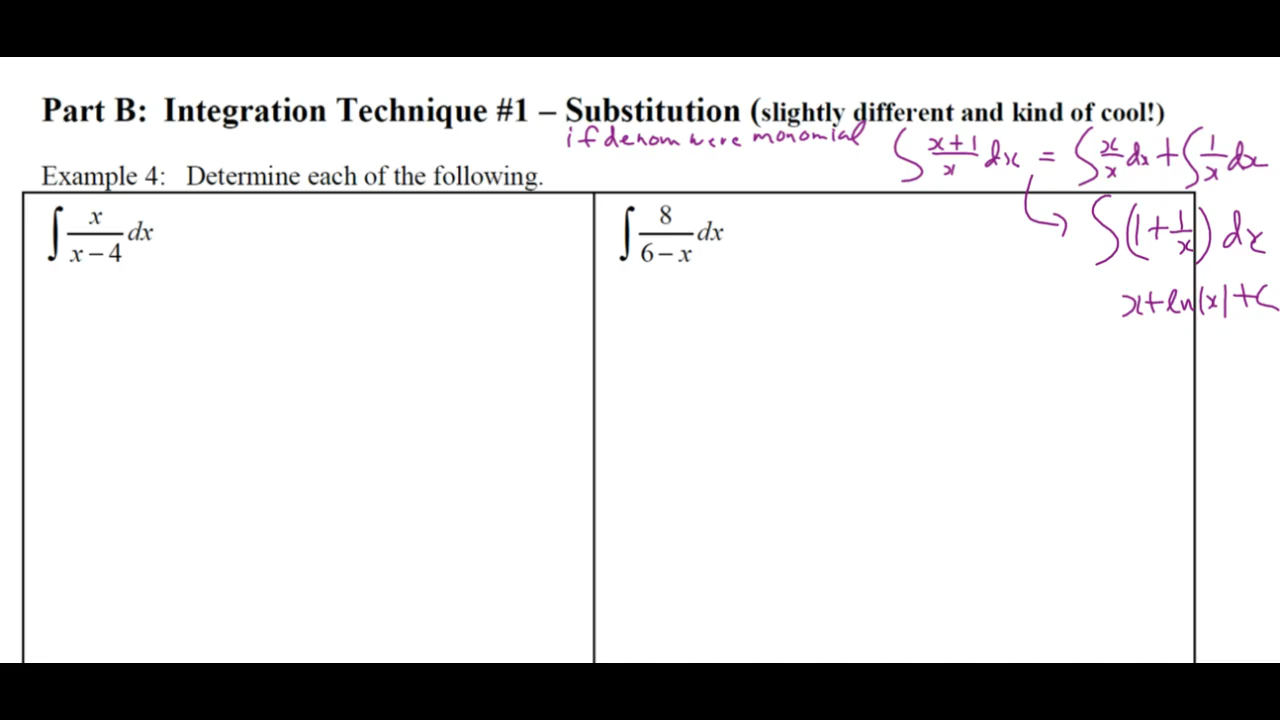 Part B: Integration Technique #1 – Substitution (slightly different and kind of cool!)
if denom were monomial
∫ (x+1)/x dx = ∫ x/x dx + ∫ 1/x dx
Example 4: Determine each of the following.
∫ x/(x – 4) dx
∫ 8/(6 – x) dx
∫ (1 + 1/x) dx
x + ln|x| + C